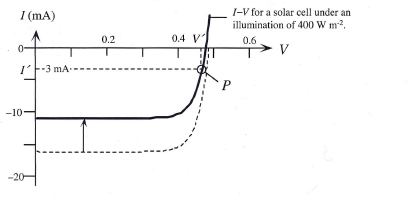 I (mA)
I–V for a solar cell under an
illumination of 400 W m⁻².
0.2
0.4
V′
0.6
V
0
I′
-3 mA
P
−10
−20